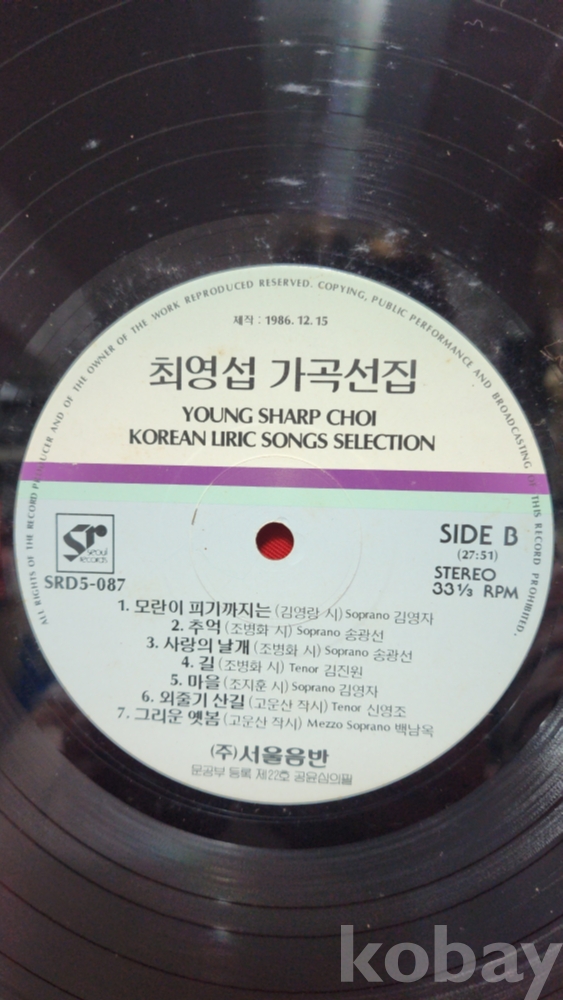 ALL RIGHTS OF THE RECORD PRODUCER AND OF THE OWNER OF THE WORK REPRODUCED RESERVED. COPYING, PUBLIC PERFORMANCE AND BROADCASTING OF THIS RECORD PROHIBITED.
제작 : 1986. 12. 15
최영섭 가곡선집
YOUNG SHARP CHOI
KOREAN LIRIC SONGS SELECTION
sr
seoul
records
SRD5-087
SIDE B
(27:51)
STEREO
33 1/3 RPM
1. 모란이 피기까지는 (김영랑 시) Soprano 김영자
2. 추억 (조병화 시) Soprano 송광선
3. 사랑의 날개 (조병화 시) Soprano 송광선
4. 길 (조병화 시) Tenor 김진원
5. 마을 (조지훈 시) Soprano 김영자
6. 외줄기 산길 (고운산 작시) Tenor 신영조
7. 그리운 옛봄 (고운산 작시) Mezzo Soprano 백남옥
(주)서울음반
문공부 등록 제22호 공윤심의필
kobay